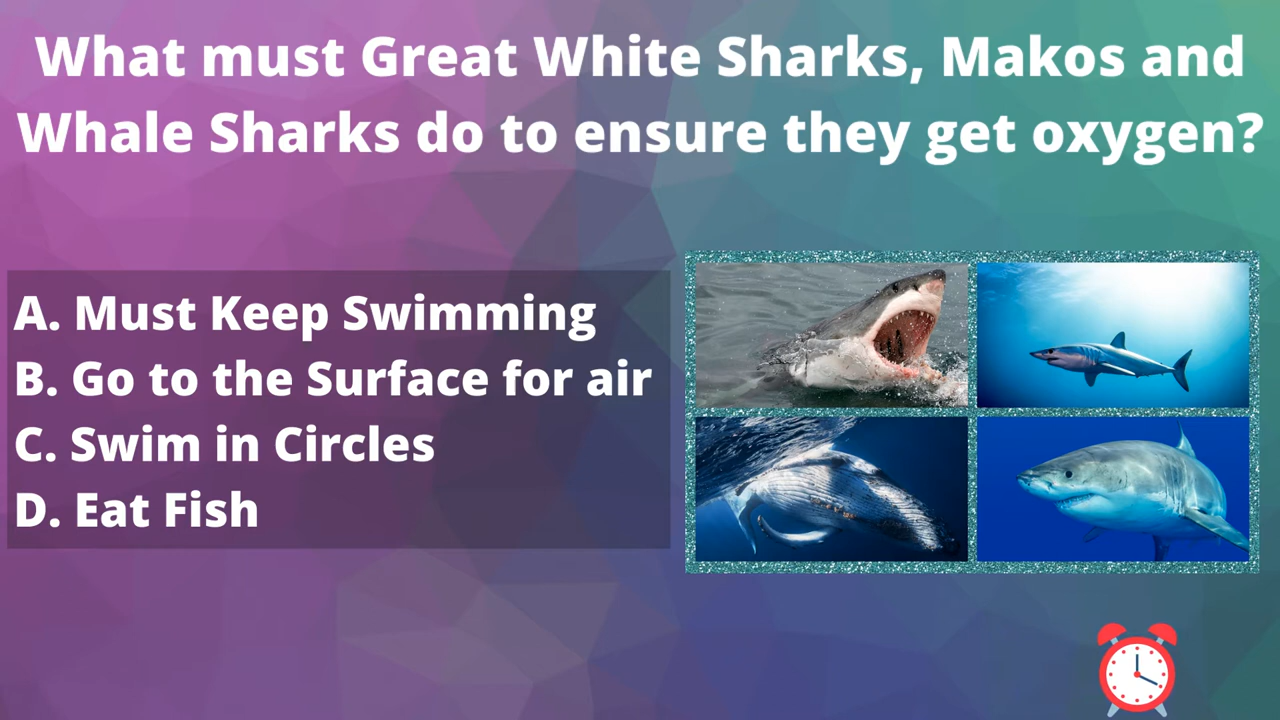 What must Great White Sharks, Makos and
Whale Sharks do to ensure they get oxygen?
A. Must Keep Swimming
B. Go to the Surface for air
C. Swim in Circles
D. Eat Fish